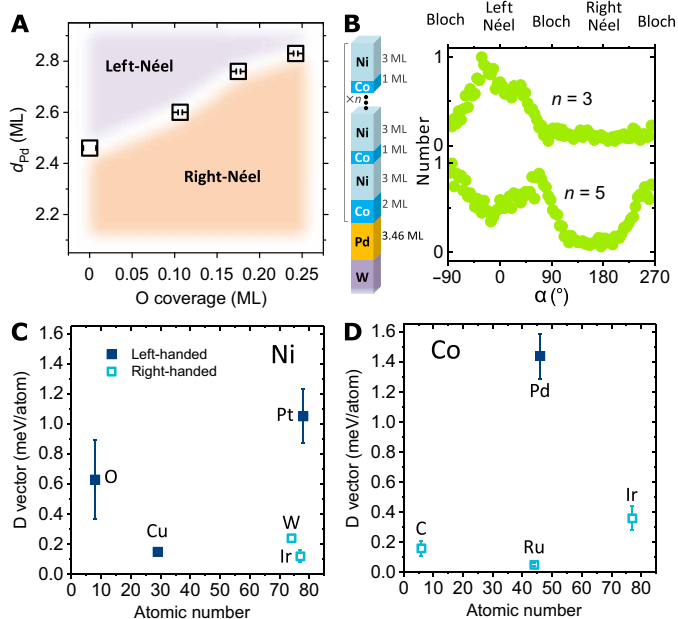 A
Left-Néel
Right-Néel
2.8
2.6
2.4
2.2
d_Pd (ML)
0
0.10
0.15
0.20
0.25
O coverage (ML)
B
Bloch
Left
Néel
Bloch
Right
Néel
Bloch
Ni
3 ML
Co
1 ML
×n
Ni
3 ML
Co
1 ML
Ni
3 ML
Co
2 ML
Pd
3.46 ML
W
1
0
1
0
Number
n = 3
n = 5
−90
0
90
180
270
α (°)
C
Left-handed
Right-handed
Ni
Pt
O
Cu
W
Ir
1.6
1.4
1.2
1.0
0.8
0.6
0.4
0.2
0.0
D vector (meV/atom)
0 10 20 30 40 50 60 70 80
Atomic number
D
Co
Pd
C
Ru
Ir
1.6
1.4
1.2
1.0
0.8
0.6
0.4
0.2
0.0
D vector (meV/atom)
0 10 20 30 40 50 60 70 80
Atomic number